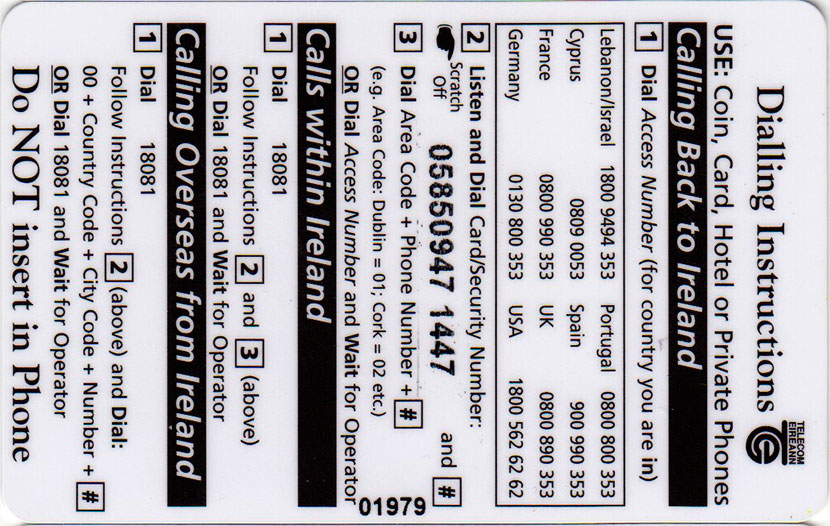 Dialling Instructions
TELECOM
EIREANN
USE: Coin, Card, Hotel or Private Phones
Calling Back to Ireland
1 Dial Access Number (for country you are in)
Lebanon/Israel 1800 9494 353 Portugal 0800 800 353
Cyprus 0809 0053 Spain 900 990 353
France 0800 990 353 UK 0800 890 353
Germany 0130 800 353 USA 1800 562 62 62
2 Listen and Dial Card/Security Number:
Scratch
Off
05850947 1447 and #
3 Dial Area Code + Phone Number + #
(e.g. Area Code: Dublin = 01; Cork = 02 etc.)
OR Dial Access Number and Wait for Operator
01979
Calls within Ireland
1 Dial 18081
Follow Instructions 2 and 3 (above)
OR Dial 18081 and Wait for Operator
Calling Overseas from Ireland
1 Dial 18081
Follow Instructions 2 (above) and Dial:
00 + Country Code + City Code + Number + #
OR Dial 18081 and Wait for Operator
Do NOT insert in Phone